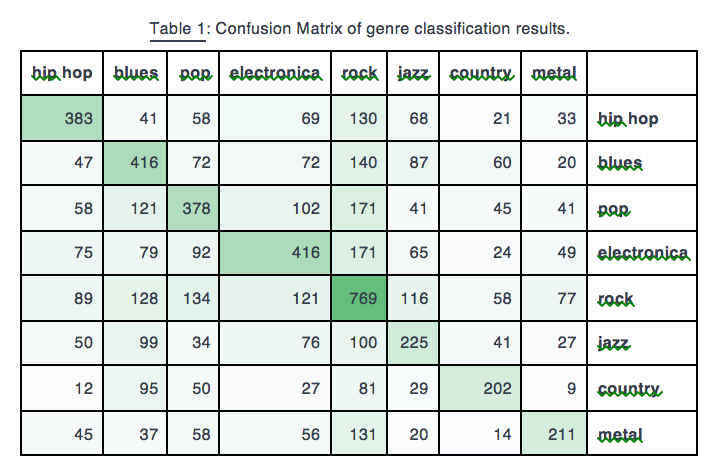 Table 1: Confusion Matrix of genre classification results.
hip hop blues pop electronica rock jazz country metal
383 41 58 69 130 68 21 33 hip hop
47 416 72 72 140 87 60 20 blues
58 121 378 102 171 41 45 41 pop
75 79 92 416 171 65 24 49 electronica
89 128 134 121 769 116 58 77 rock
50 99 34 76 100 225 41 27 jazz
12 95 50 27 81 29 202 9 country
45 37 58 56 131 20 14 211 metal